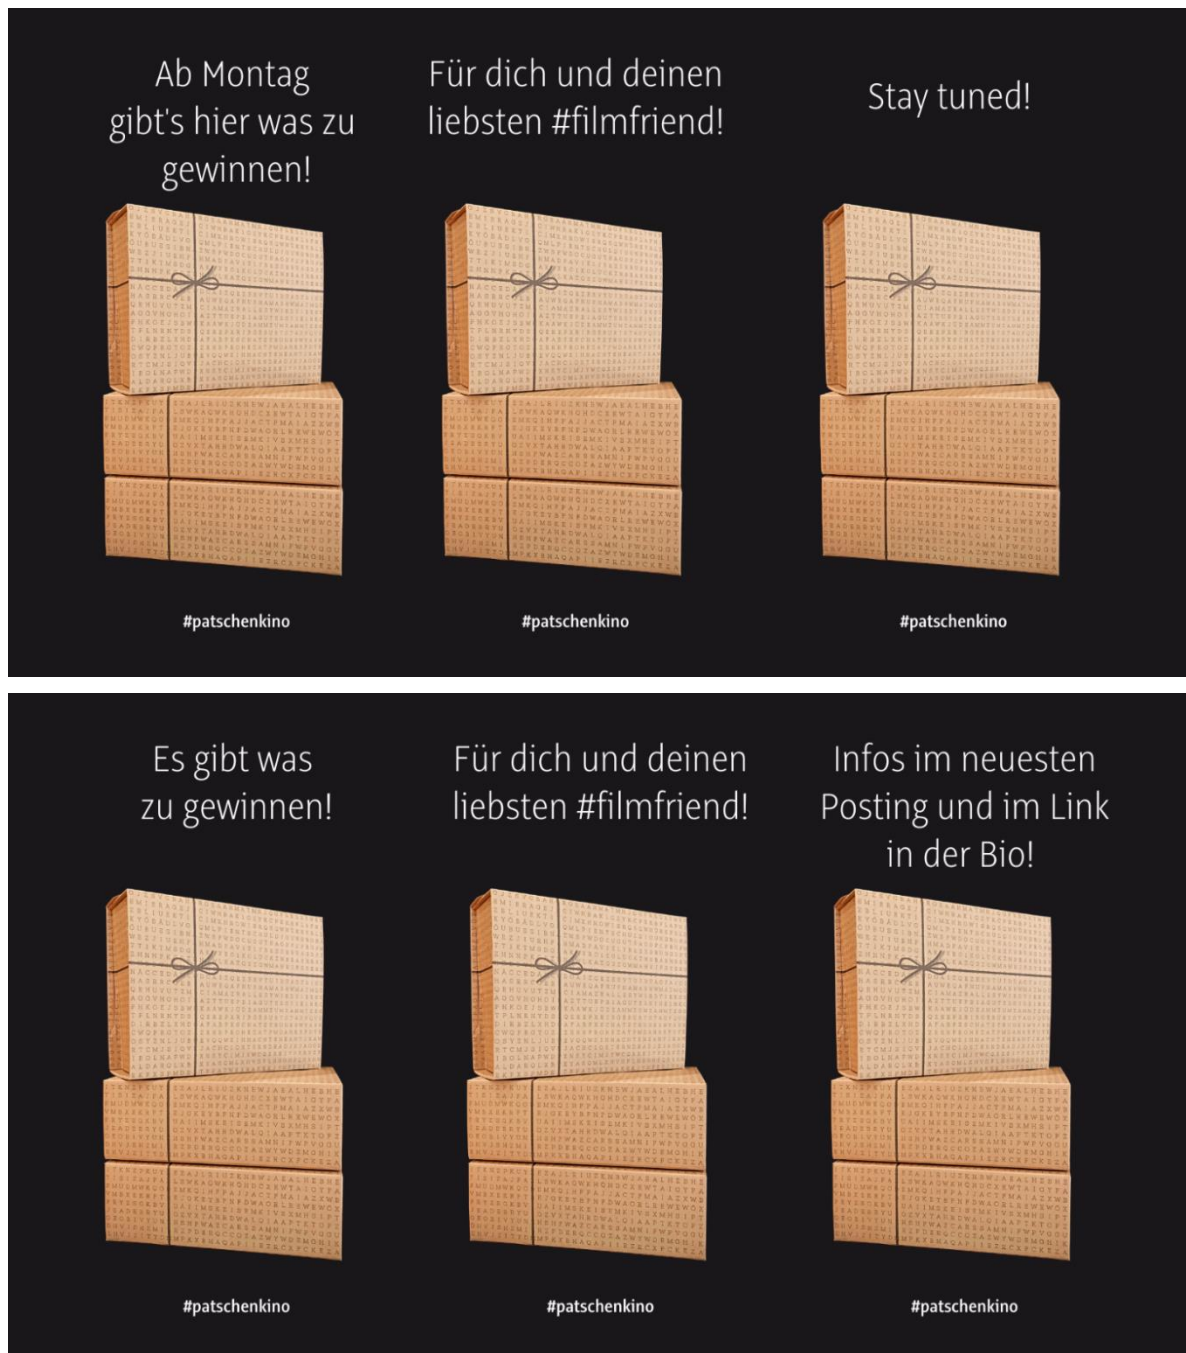 Ab Montag
gibt's hier was zu
gewinnen!
#patschenkino
Für dich und deinen
liebsten #filmfriend!
#patschenkino
Stay tuned!
#patschenkino
Es gibt was
zu gewinnen!
#patschenkino
Für dich und deinen
liebsten #filmfriend!
#patschenkino
Infos im neuesten
Posting und im Link
in der Bio!
#patschenkino